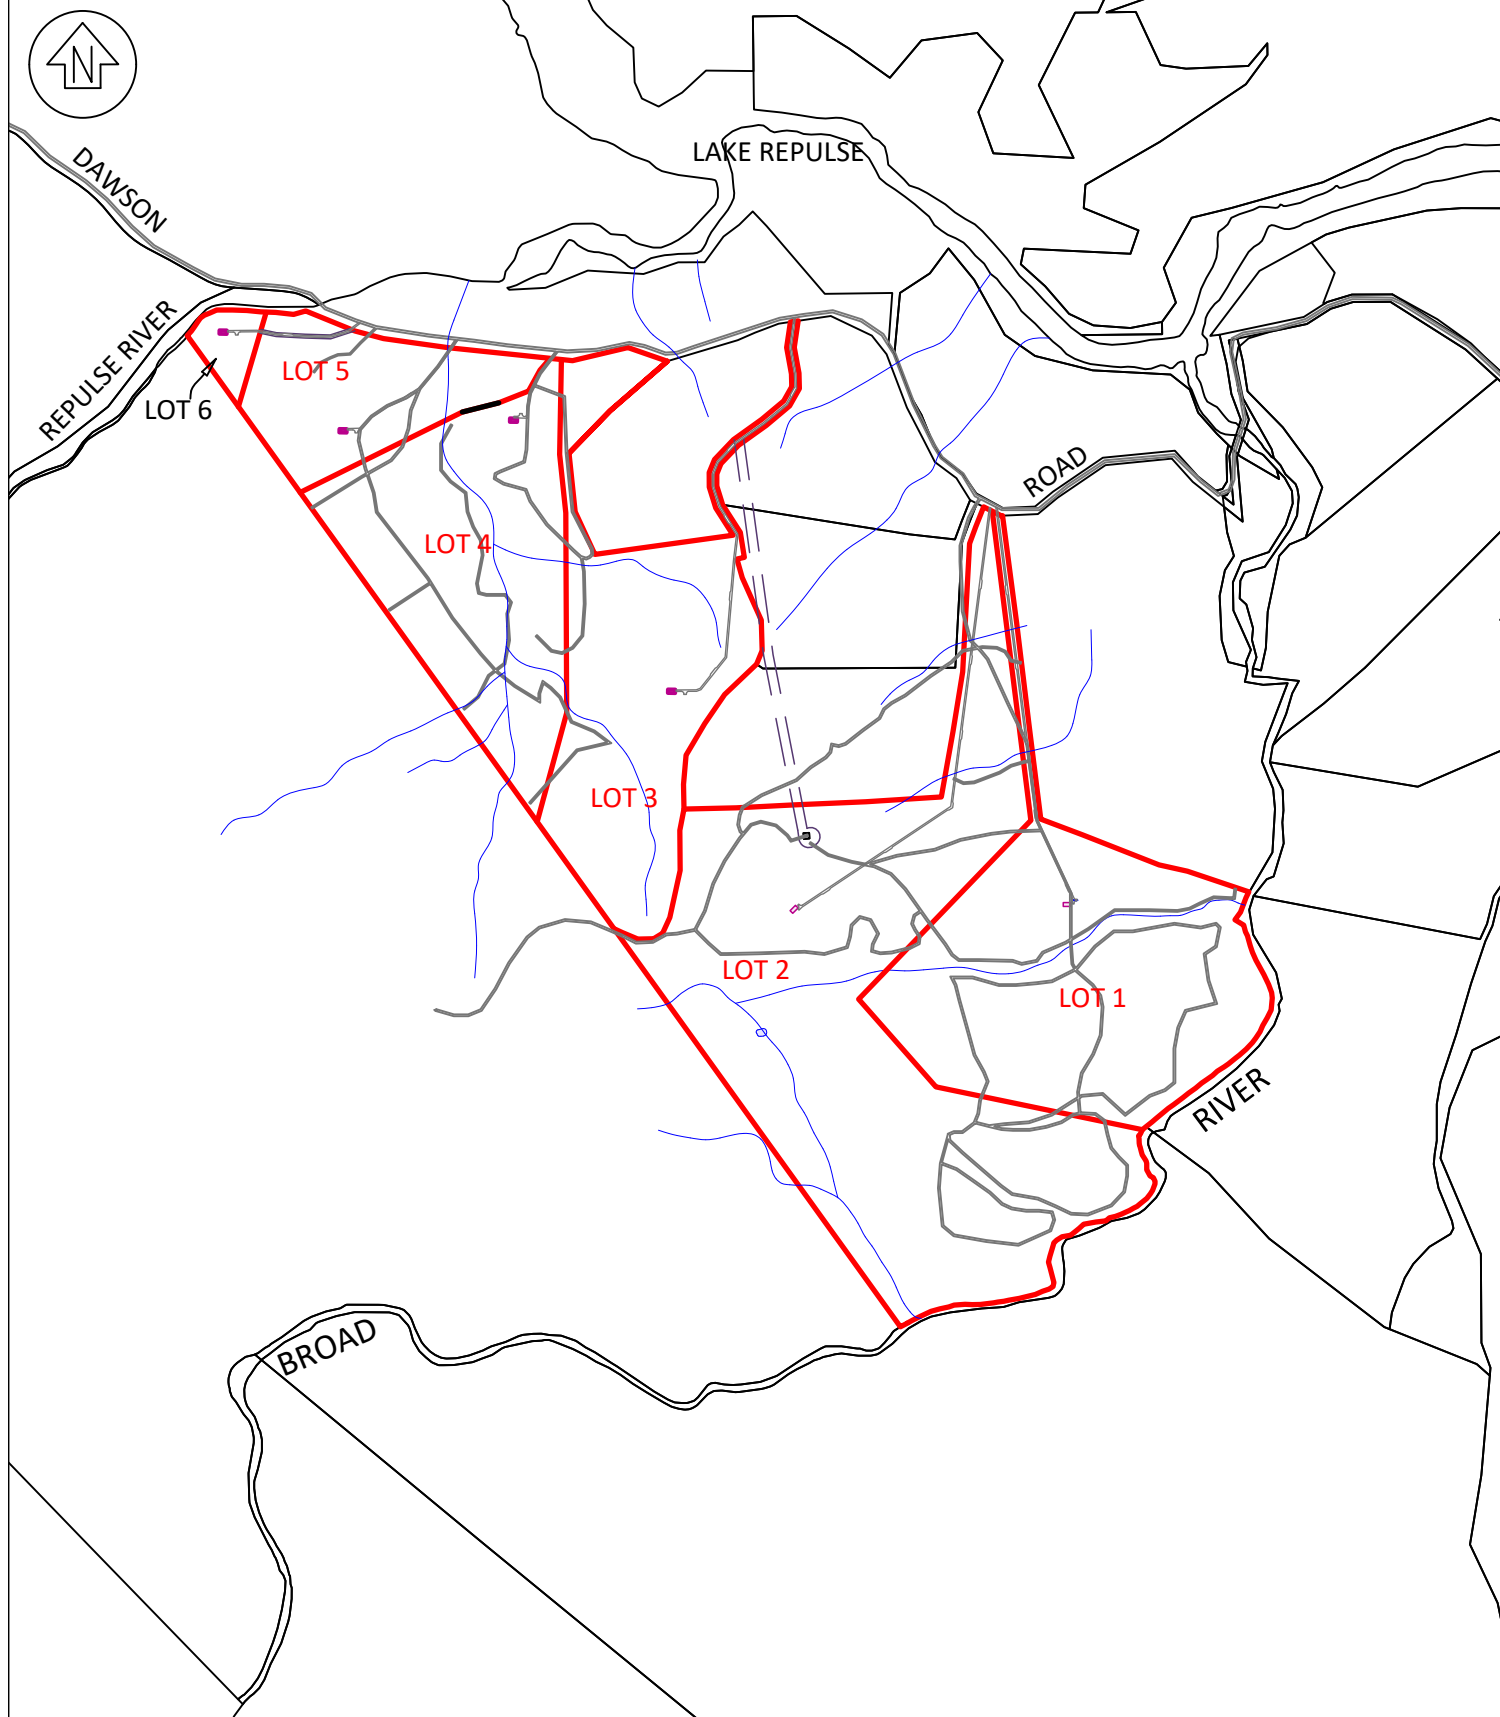 N
LAKE REPULSE
DAWSON
REPULSE RIVER
LOT 5
LOT 6
ROAD
LOT 4
LOT 3
LOT 2
LOT 1
RIVER
BROAD